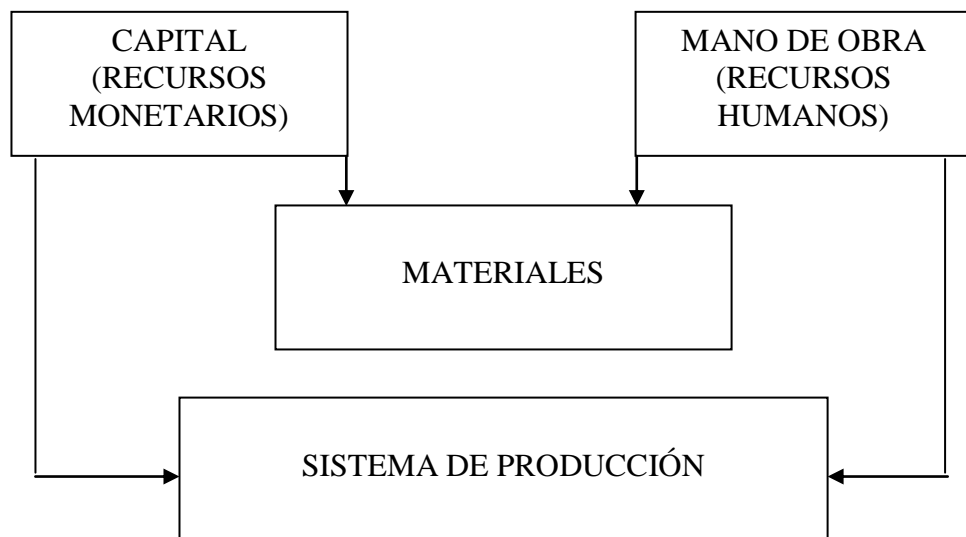 CAPITAL
(RECURSOS
MONETARIOS)
MANO DE OBRA
(RECURSOS
HUMANOS)
MATERIALES
SISTEMA DE PRODUCCIÓN